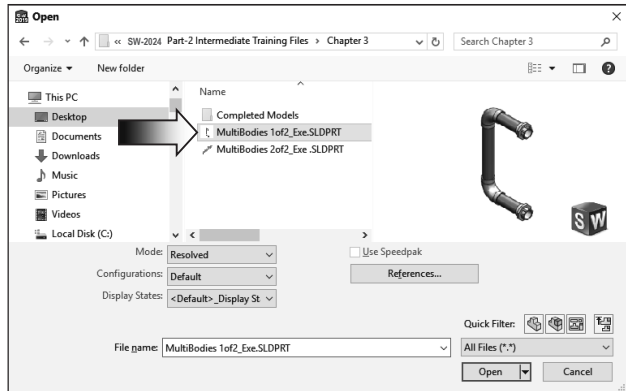 Open
« SW-2024 Part-2 Intermediate Training Files > Chapter 3
Search Chapter 3
Organize
New folder
This PC
Desktop
Documents
Downloads
Music
Pictures
Videos
Local Disk (C:)
Name
Completed Models
MultiBodies 1of2_Exe.SLDPRT
MultiBodies 2of2_Exe .SLDPRT
SW
Mode: Resolved
Configurations: Default
Display States: <Default>_Display St
Use Speedpak
References...
Quick Filter:
File name: MultiBodies 1of2_Exe.SLDPRT
All Files (*.*)
Open
Cancel